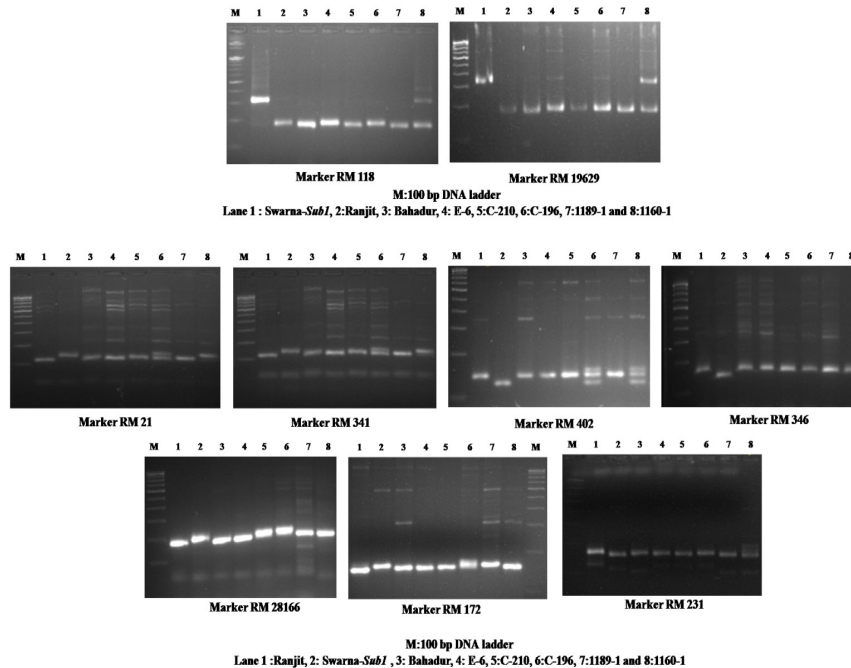 M 1 2 3 4 5 6 7 8 M 1 2 3 4 5 6 7 8
Marker RM 118 Marker RM 19629
M:100 bp DNA ladder
Lane 1 : Swarna-Sub1, 2:Ranjit, 3: Bahadur, 4: E-6, 5:C-210, 6:C-196, 7:1189-1 and 8:1160-1
M 1 2 3 4 5 6 7 8 M 1 2 3 4 5 6 7 8 M 1 2 3 4 5 6 7 8 M 1 2 3 4 5 6 7 8
Marker RM 21 Marker RM 341 Marker RM 402 Marker RM 346
M 1 2 3 4 5 6 7 8 1 2 3 4 5 6 7 8 M M 1 2 3 4 5 6 7 8
Marker RM 28166 Marker RM 172 Marker RM 231
M:100 bp DNA ladder
Lane 1 :Ranjit, 2: Swarna-Sub1 , 3: Bahadur, 4: E-6, 5:C-210, 6:C-196, 7:1189-1 and 8:1160-1